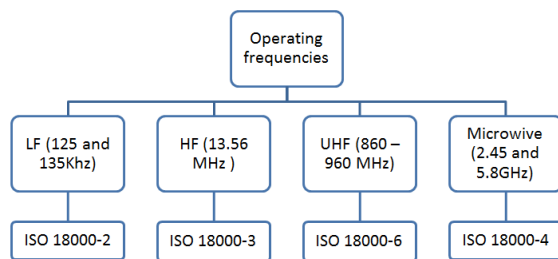 Operating
frequencies
LF (125 and
135Khz)
HF (13.56
MHz )
UHF (860 –
960 MHz)
Microwive
(2.45 and
5.8GHz)
ISO 18000-2
ISO 18000-3
ISO 18000-6
ISO 18000-4